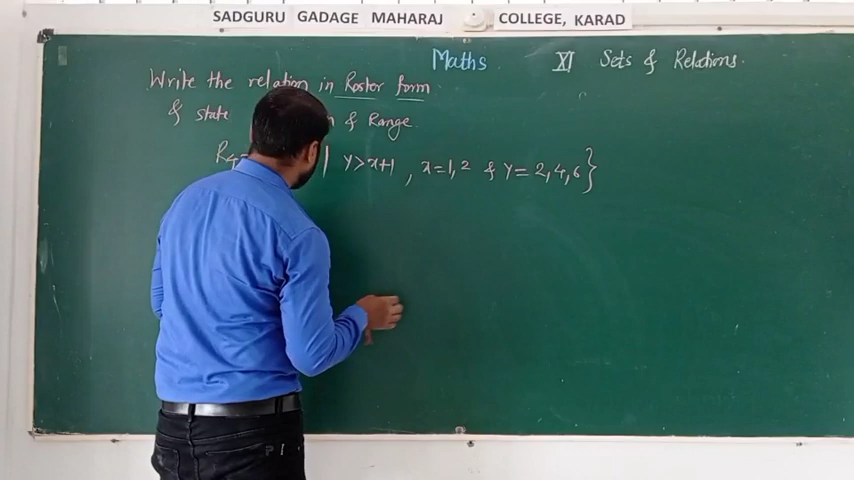 SADGURU GADAGE MAHARAJ COLLEGE, KARAD
Maths XI Sets & Relations.
Write the relation in Roster form
& state & Range.
R4= | y>x+1 , x=1,2 & y=2,4,6}